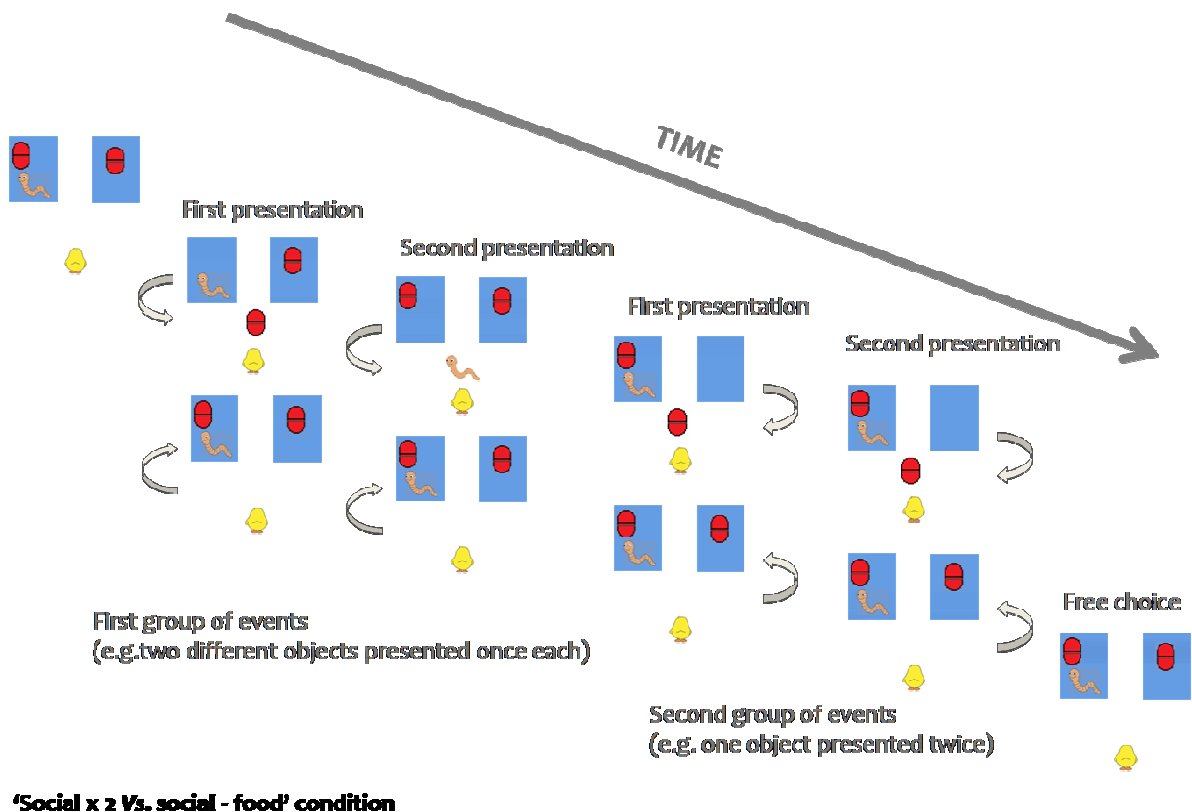 TIME
First presentation
Second presentation
First presentation
Second presentation
First group of events
(e.g.two different objects presented once each)
Free choice
Second group of events
(e.g. one object presented twice)
‘Social x 2 Vs. social - food’ condition